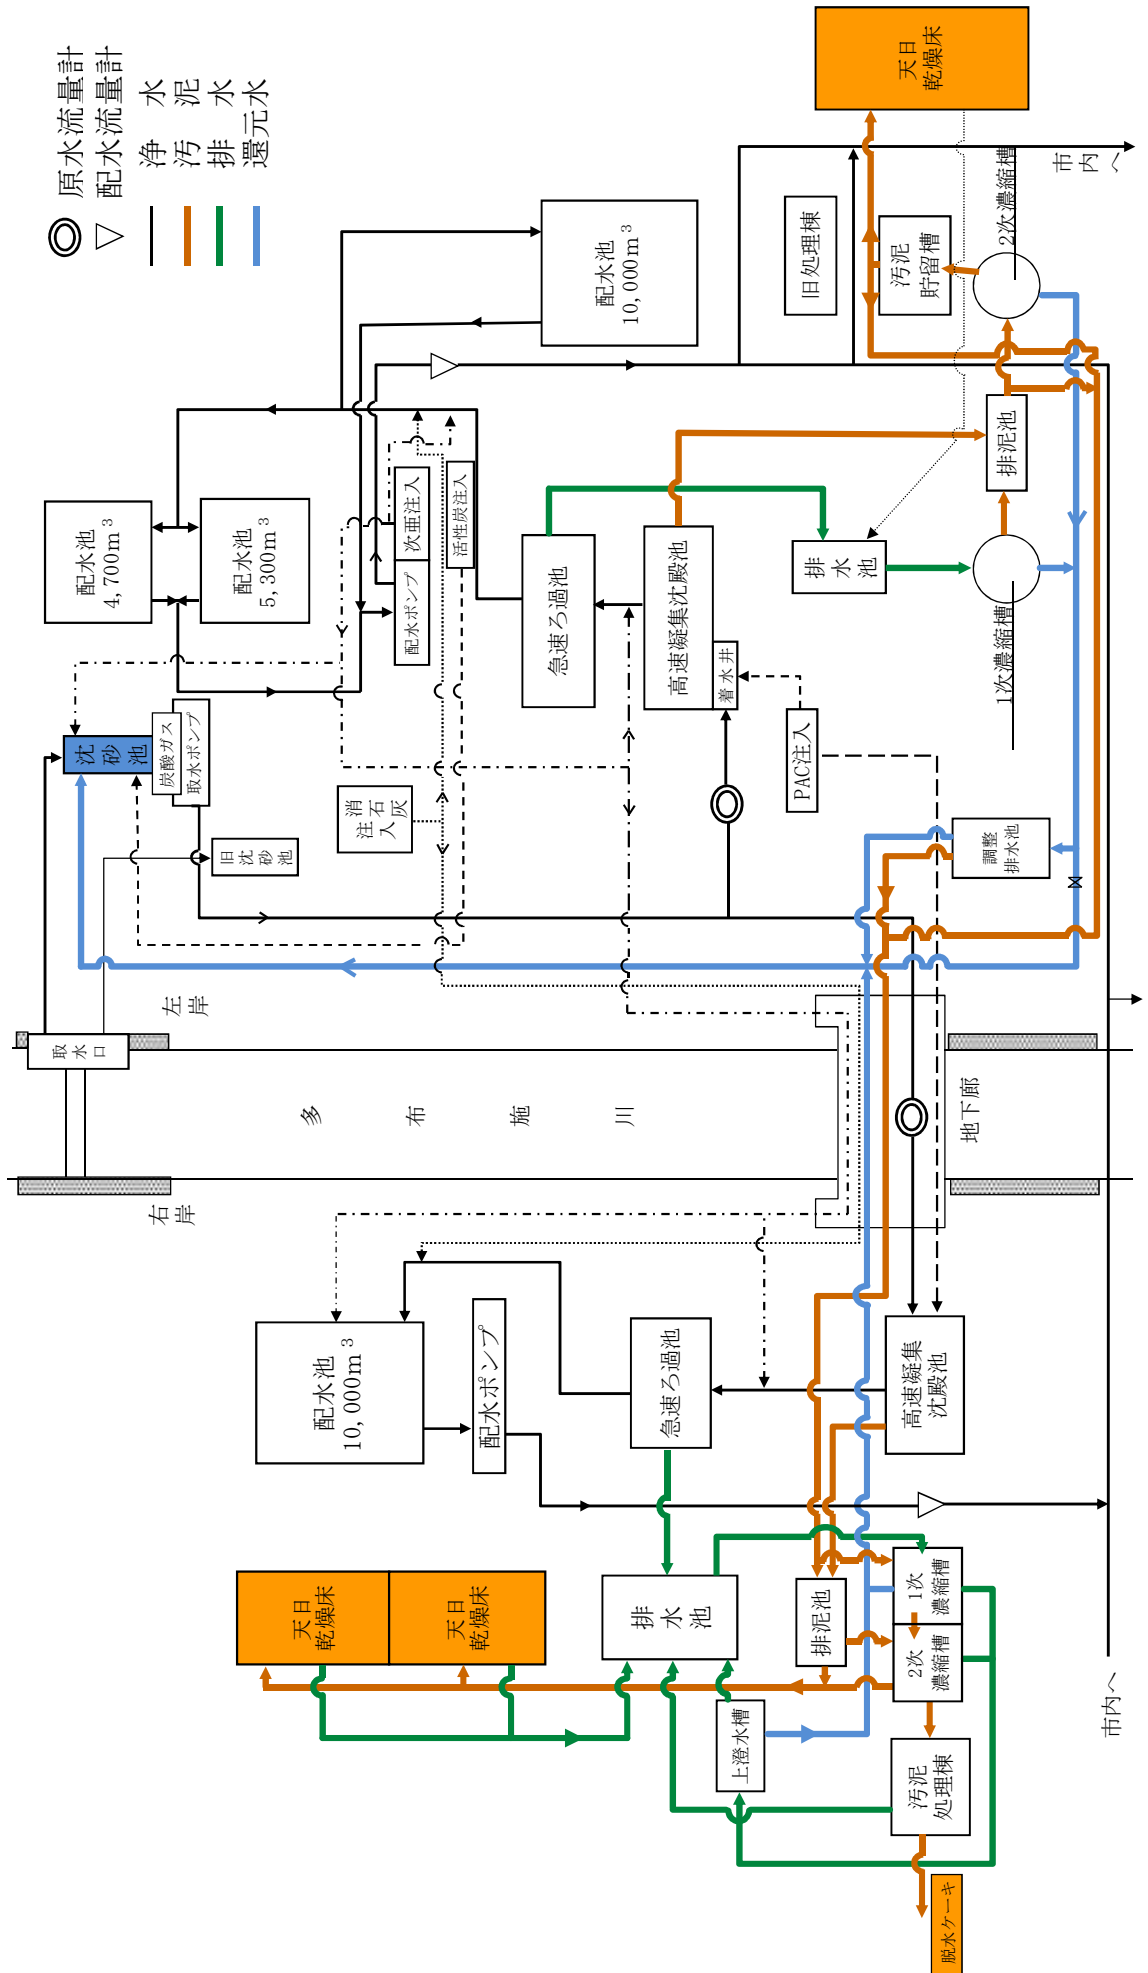 原水流量計
配水流量計
浄水
汚泥
排水
還元水
天日
乾燥床
市内へ
2次濃縮槽
旧処理棟
汚泥
貯留槽
配水池
10,000m³
排泥池
配水池
4,700m³
配水池
5,300m³
次亜注入
配水ポンプ
活性炭注入
急速ろ過池
高速凝集沈殿池
着水井
排水池
1次濃縮槽
沈砂池
炭酸ガス
取水ポンプ
旧沈砂池
消石灰
注入
PAC注入
調整
排水池
左岸
取水口
多布施川
地下廊
右岸
配水池
10,000m³
配水ポンプ
急速ろ過池
高速凝集
沈殿池
天日
乾燥床
天日
乾燥床
排水池
排泥池
1次
濃縮槽
2次
濃縮槽
上澄水槽
汚泥
処理棟
市内へ
脱水ケーキ